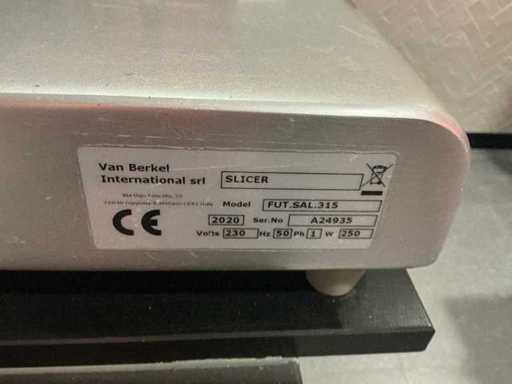 Van Berkel
International srl
SLICER
Model FUT.SAL.315
CE 2020 Ser.No A24935
Volts 230 Hz 50 Ph 1 W 250